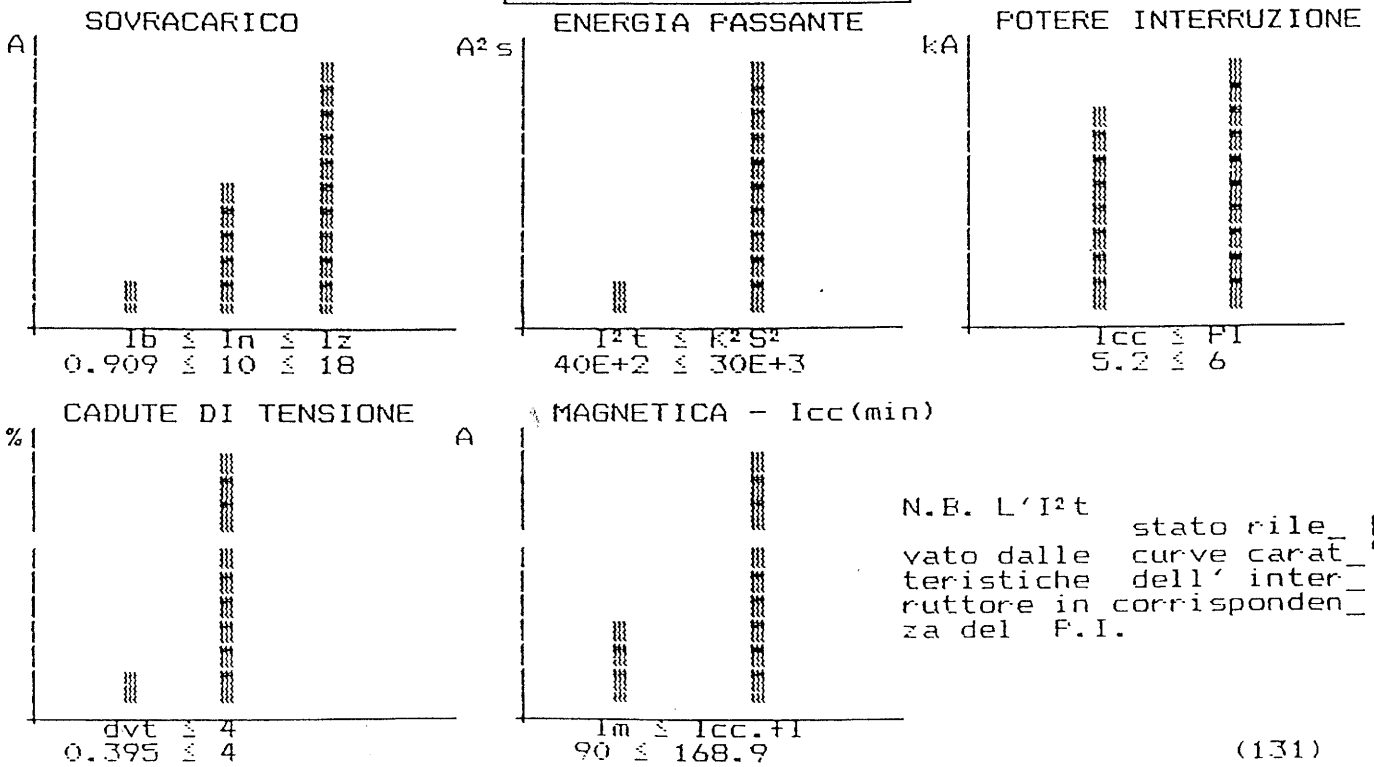 SOVRACARICO
A
Ib ≤ In ≤ Iz
0.909 ≤ 10 ≤ 18
ENERGIA PASSANTE
A² s
I²t ≤ K²S²
40E+2 ≤ 30E+3
POTERE INTERRUZIONE
kA
Icc ≤ PI
5.2 ≤ 6
CADUTE DI TENSIONE
%
dvt ≤ 4
0.395 ≤ 4
MAGNETICA - Icc(min)
A
Im ≤ Icc.fl
90 ≤ 168.9
N.B. L'I²t
stato rile_
vato dalle curve carat_
teristiche dell' inter_
ruttore in corrisponden_
za del P.I.
(131)